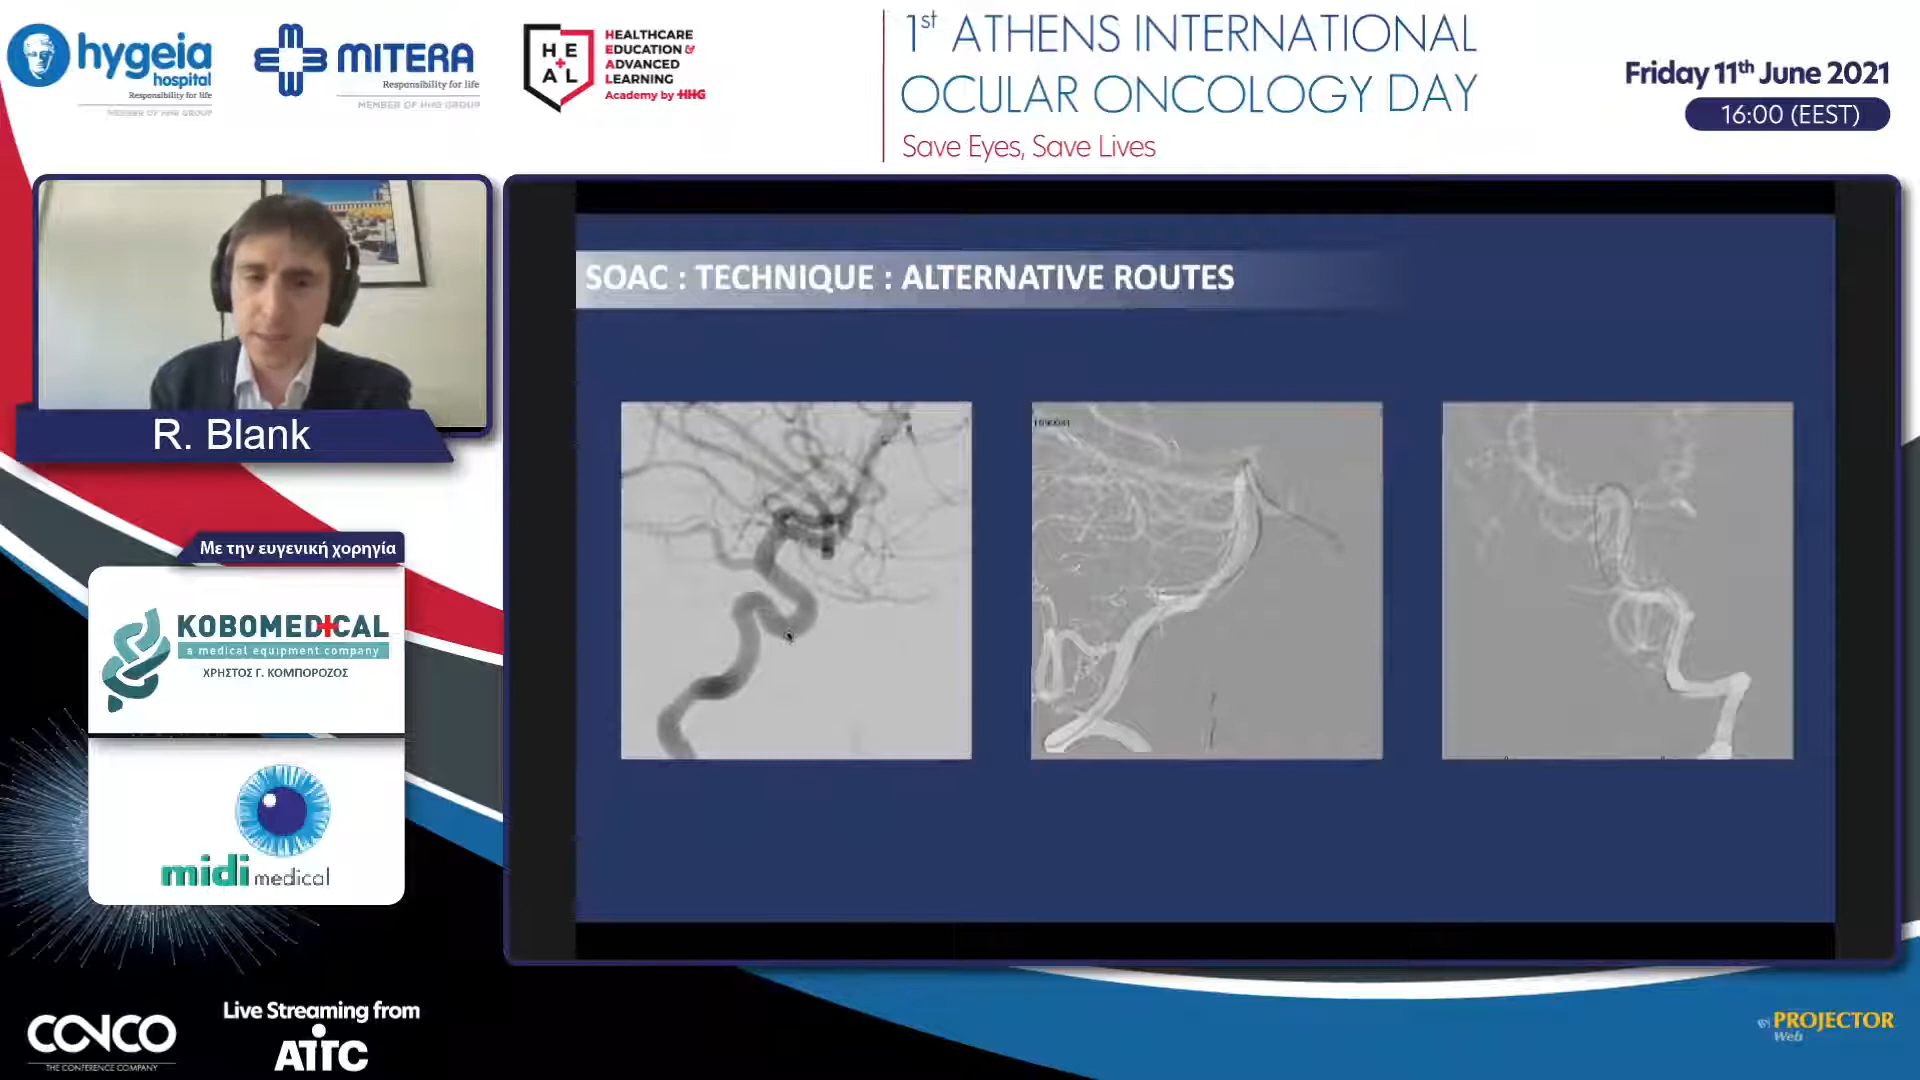 hygeia
hospital
Responsibility for life
MEMBER OF HHG GROUP
MITERA
Responsibility for life
MEMBER OF HHG GROUP
HE
AL
HEALTHCARE
EDUCATION &
ADVANCED
LEARNING
Academy by HHG
1st ATHENS INTERNATIONAL
OCULAR ONCOLOGY DAY
Save Eyes, Save Lives
Friday 11th June 2021
16:00 (EEST)
R. Blank
SOAC : TECHNIQUE : ALTERNATIVE ROUTES
Με την ευγενική χορηγία
KOBOMEDICAL
a medical equipment company
ΧΡΗΣΤΟΣ Γ. ΚΟΜΠΟΡΟΖΟΣ
midi medical
CONCO
THE CONFERENCE COMPANY
Live Streaming from
ATTC
PROJECTOR
Web